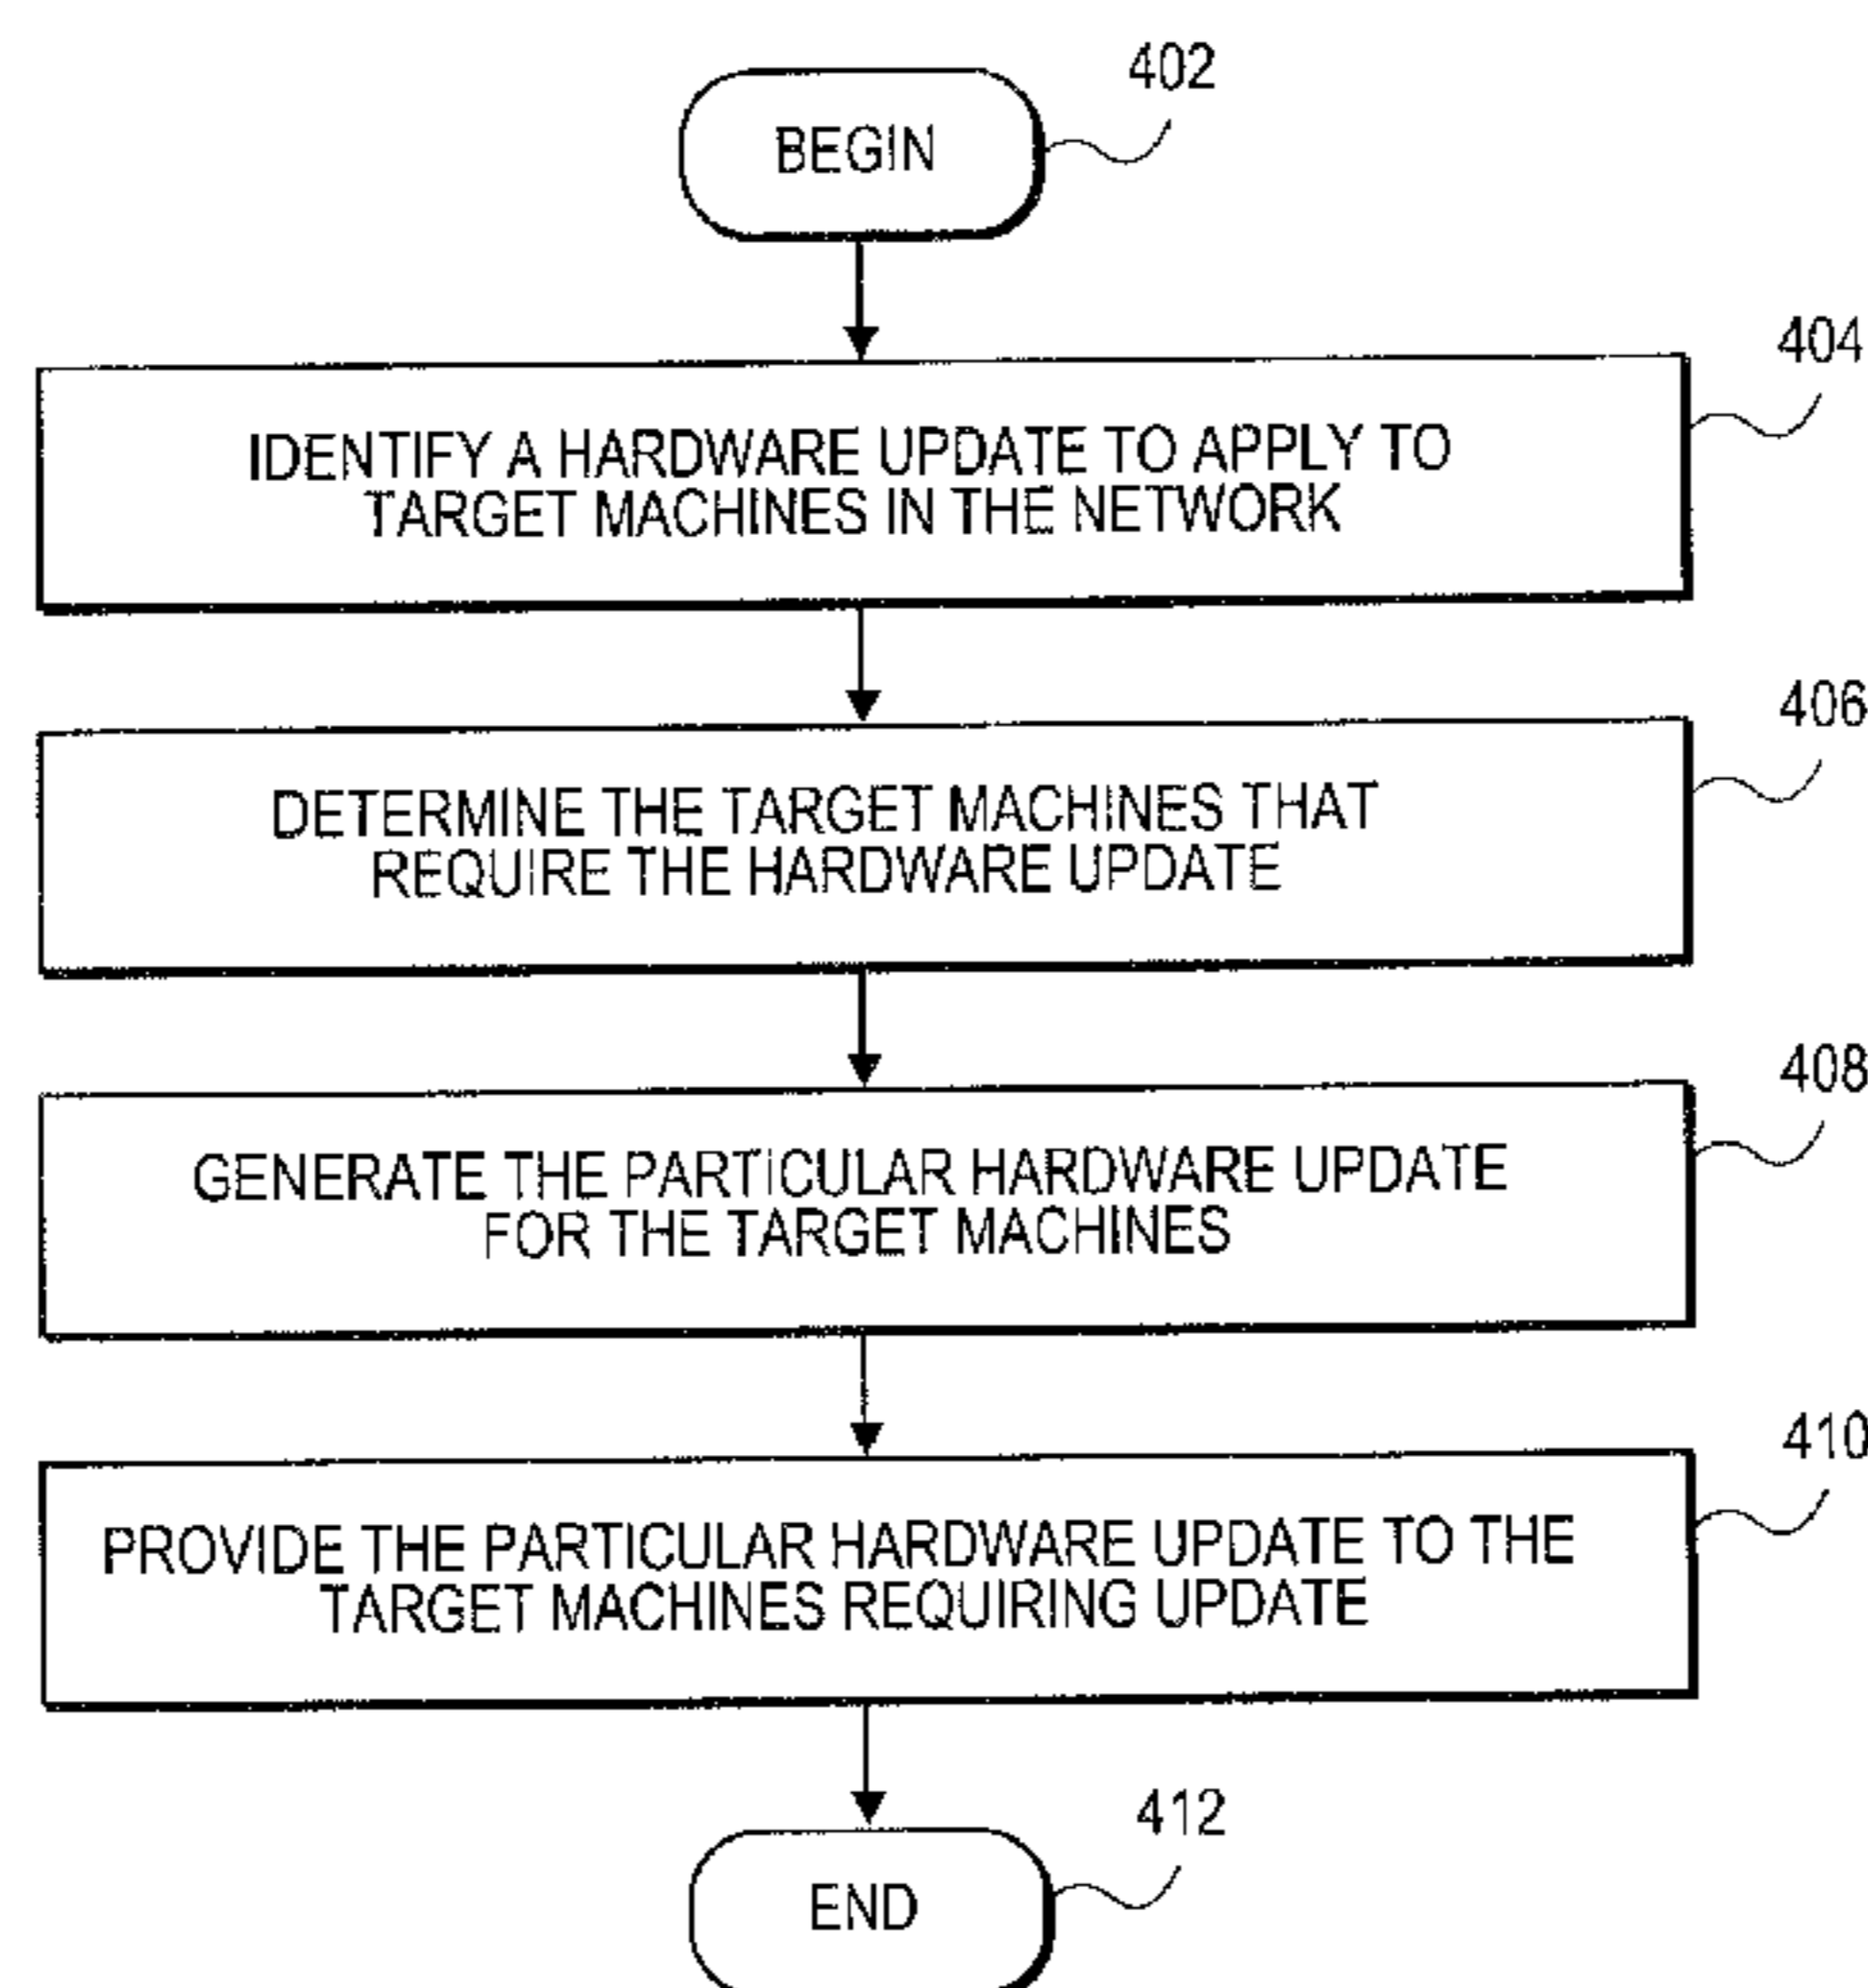 402
BEGIN
404
IDENTIFY A HARDWARE UPDATE TO APPLY TO
TARGET MACHINES IN THE NETWORK
406
DETERMINE THE TARGET MACHINES THAT
REQUIRE THE HARDWARE UPDATE
408
GENERATE THE PARTICULAR HARDWARE UPDATE
FOR THE TARGET MACHINES
410
PROVIDE THE PARTICULAR HARDWARE UPDATE TO THE
TARGET MACHINES REQUIRING UPDATE
412
END